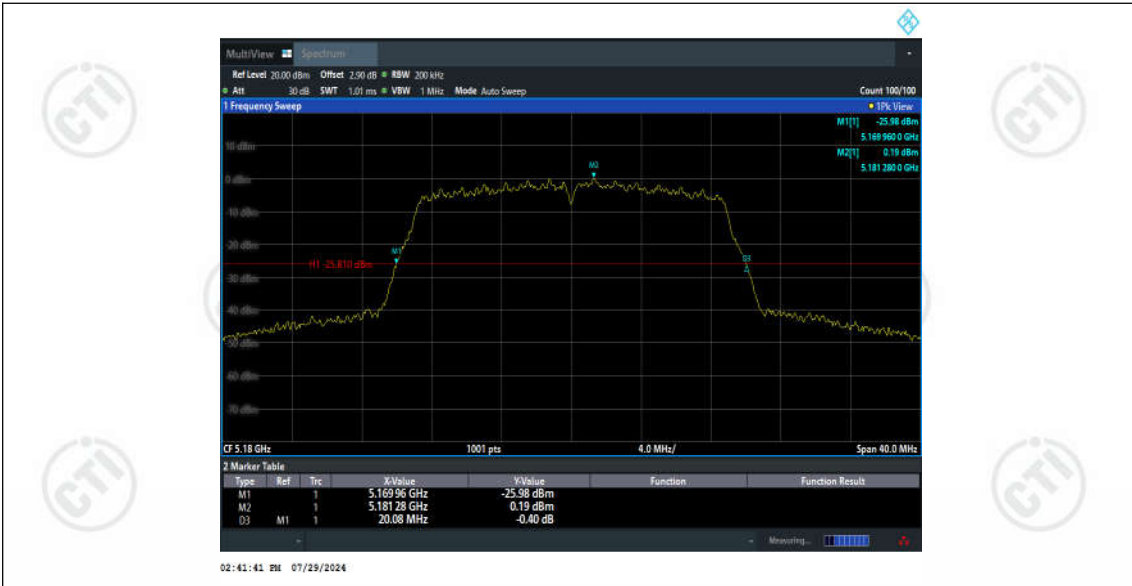 MultiView Spectrum
Ref Level 20.00 dBm Offset 2.90 dB RBW 200 kHz
Att 30 dB SWT 1.01 ms VBW 1 MHz Mode Auto Sweep Count 100/100
1 Frequency Sweep 1Pk View
M1[1] -25.98 dBm
5.169 960 0 GHz
M2[1] 0.19 dBm
5.181 280 0 GHz
10 dBm
M2
0 dBm
-10 dBm
-20 dBm
M1
D3
H1 -25.810 dBm
-30 dBm
-40 dBm
-50 dBm
-60 dBm
-70 dBm
CF 5.18 GHz 1001 pts 4.0 MHz/ Span 40.0 MHz
2 Marker Table
Type Ref Trc X-Value Y-Value Function Function Result
M1 1 5.169 96 GHz -25.98 dBm
M2 1 5.181 28 GHz 0.19 dBm
D3 M1 1 20.08 MHz -0.40 dB
Measuring...
02:41:41 PM 07/29/2024
CTI
CTI
CTI
CTI